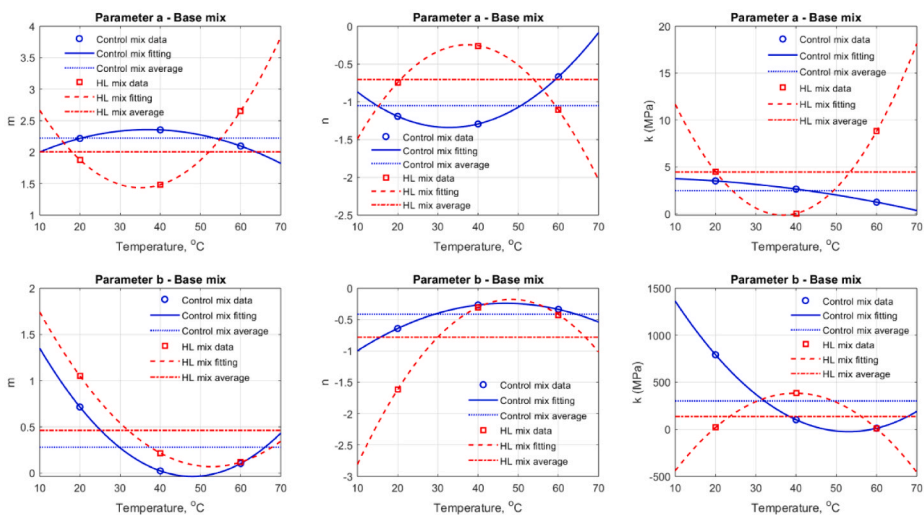 Parameter a - Base mix
4
3.5
3
2.5
2
1.5
1
m
Control mix data
Control mix fitting
Control mix average
HL mix data
HL mix fitting
HL mix average
10 20 30 40 50 60 70
Temperature, °C
Parameter a - Base mix
0
-0.5
-1
-1.5
-2
-2.5
n
Control mix data
Control mix fitting
Control mix average
HL mix data
HL mix fitting
HL mix average
10 20 30 40 50 60 70
Temperature, °C
Parameter a - Base mix
20
15
10
5
0
k (MPa)
Control mix data
Control mix fitting
Control mix average
HL mix data
HL mix fitting
HL mix average
10 20 30 40 50 60 70
Temperature, °C
Parameter b - Base mix
2
1.5
1
0.5
0
m
Control mix data
Control mix fitting
Control mix average
HL mix data
HL mix fitting
HL mix average
10 20 30 40 50 60 70
Temperature, °C
Parameter b - Base mix
0
-0.5
-1
-1.5
-2
-2.5
-3
n
Control mix data
Control mix fitting
Control mix average
HL mix data
HL mix fitting
HL mix average
10 20 30 40 50 60 70
Temperature, °C
Parameter b - Base mix
1500
1000
500
0
-500
k (MPa)
Control mix data
Control mix fitting
Control mix average
HL mix data
HL mix fitting
HL mix average
10 20 30 40 50 60 70
Temperature, °C